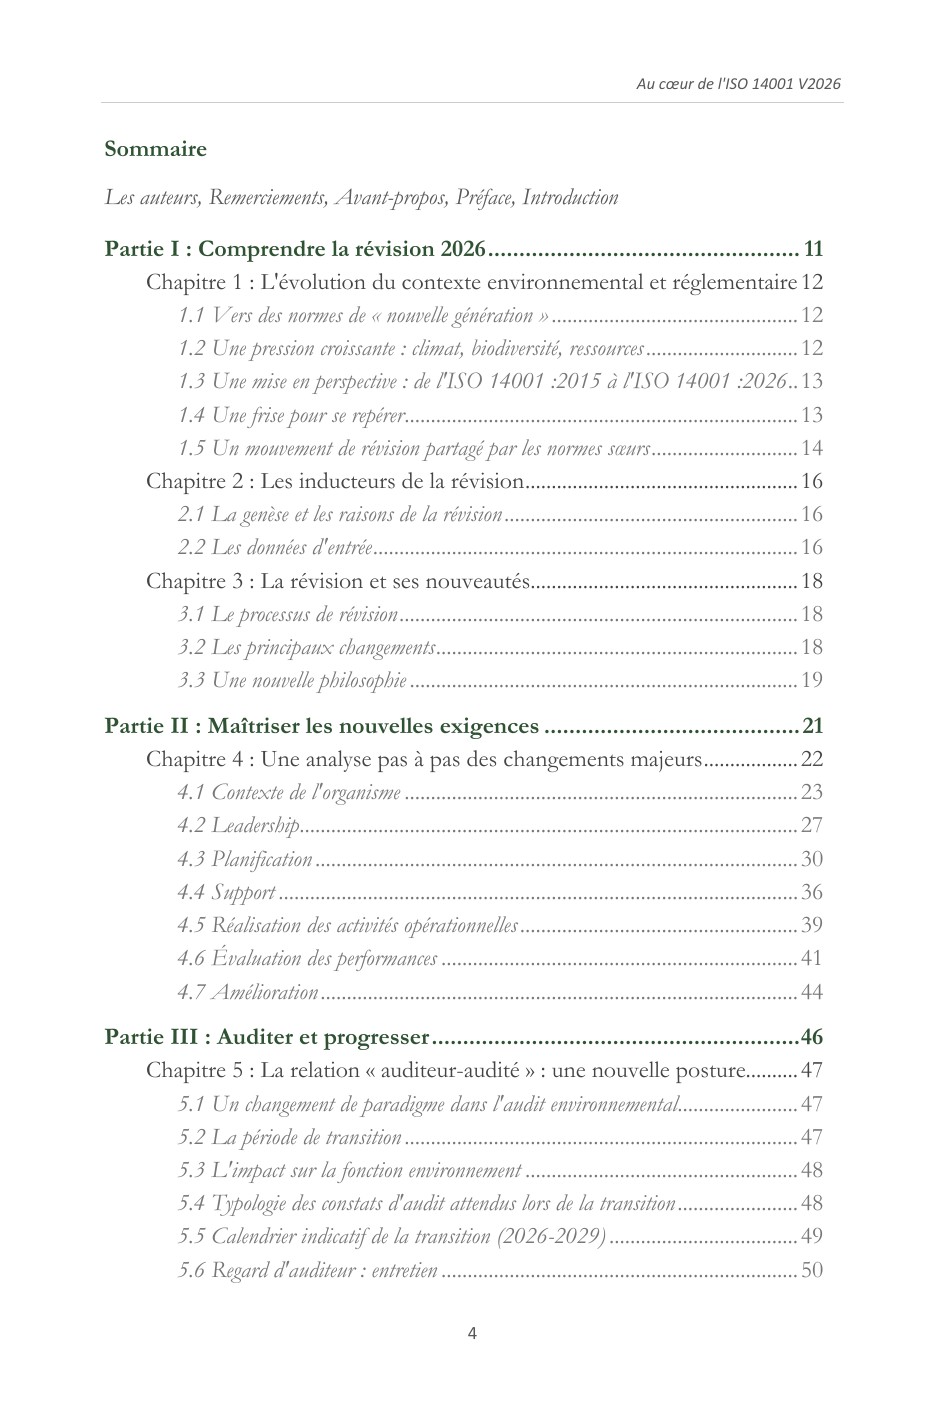 Au cœur de l'ISO 14001 V2026
Sommaire
Les auteurs, Remerciements, Avant-propos, Préface, Introduction
Partie I : Comprendre la révision 2026.................................................. 11
Chapitre 1 : L'évolution du contexte environnemental et réglementaire 12
1.1 Vers des normes de « nouvelle génération » .......................................... 12
1.2 Une pression croissante : climat, biodiversité, ressources.......................... 12
1.3 Une mise en perspective : de l'ISO 14001 :2015 à l'ISO 14001 :2026.. 13
1.4 Une frise pour se repérer................................................................... 13
1.5 Un mouvement de révision partagé par les normes sœurs......................... 14
Chapitre 2 : Les inducteurs de la révision.............................................. 16
2.1 La genèse et les raisons de la révision .................................................. 16
2.2 Les données d'entrée......................................................................... 16
Chapitre 3 : La révision et ses nouveautés............................................. 18
3.1 Le processus de révision .................................................................... 18
3.2 Les principaux changements.............................................................. 18
3.3 Une nouvelle philosophie .................................................................. 19
Partie II : Maîtriser les nouvelles exigences ......................................... 21
Chapitre 4 : Une analyse pas à pas des changements majeurs................. 22
4.1 Contexte de l'organisme ................................................................... 23
4.2 Leadership..................................................................................... 27
4.3 Planification .................................................................................. 30
4.4 Support ........................................................................................ 36
4.5 Réalisation des activités opérationnelles ............................................... 39
4.6 Évaluation des performances ............................................................. 41
4.7 Amélioration ................................................................................. 44
Partie III : Auditer et progresser.......................................................... 46
Chapitre 5 : La relation « auditeur-audité » : une nouvelle posture.......... 47
5.1 Un changement de paradigme dans l'audit environnemental.................... 47
5.2 La période de transition ................................................................... 47
5.3 L'impact sur la fonction environnement .............................................. 48
5.4 Typologie des constats d'audit attendus lors de la transition.................... 48
5.5 Calendrier indicatif de la transition (2026-2029) ................................ 49
5.6 Regard d'auditeur : entretien ............................................................. 50
4